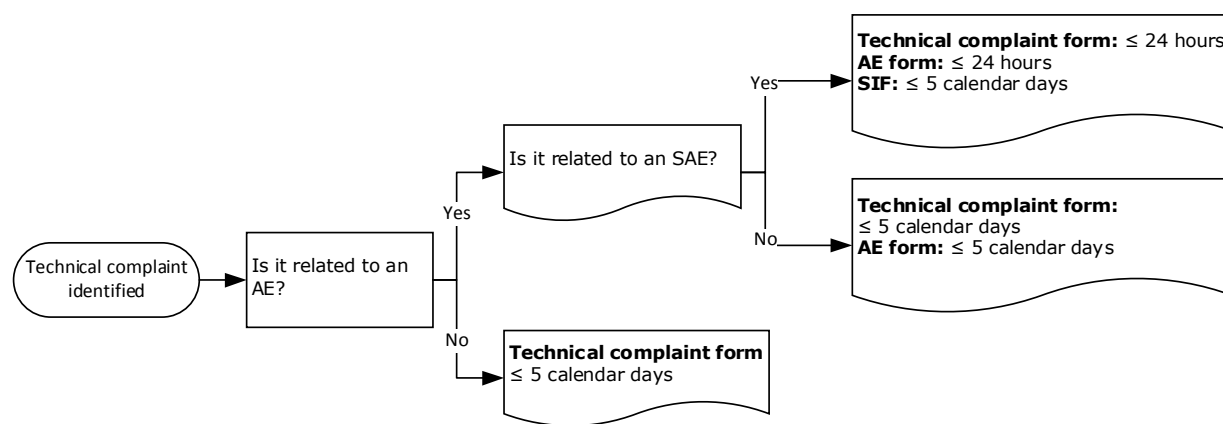 Technical complaint
identified
Is it related to an
AE?
Yes
No
Is it related to an SAE?
Yes
No
Technical complaint form: ≤ 24 hours
AE form: ≤ 24 hours
SIF: ≤ 5 calendar days
Technical complaint form:
≤ 5 calendar days
AE form: ≤ 5 calendar days
Technical complaint form
≤ 5 calendar days